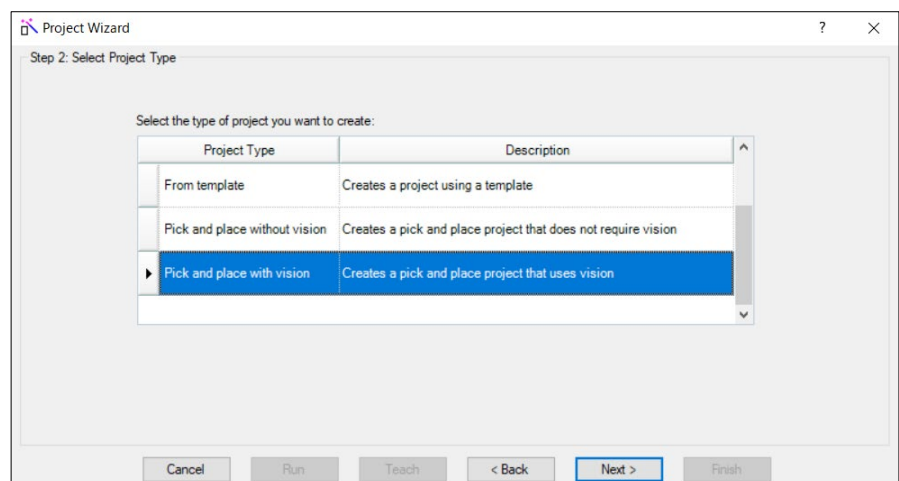 Project Wizard ?
Step 2: Select Project Type
Select the type of project you want to create:
Project Type Description
From template Creates a project using a template
Pick and place without vision Creates a pick and place project that does not require vision
Pick and place with vision Creates a pick and place project that uses vision
Cancel Run Teach < Back Next > Finish